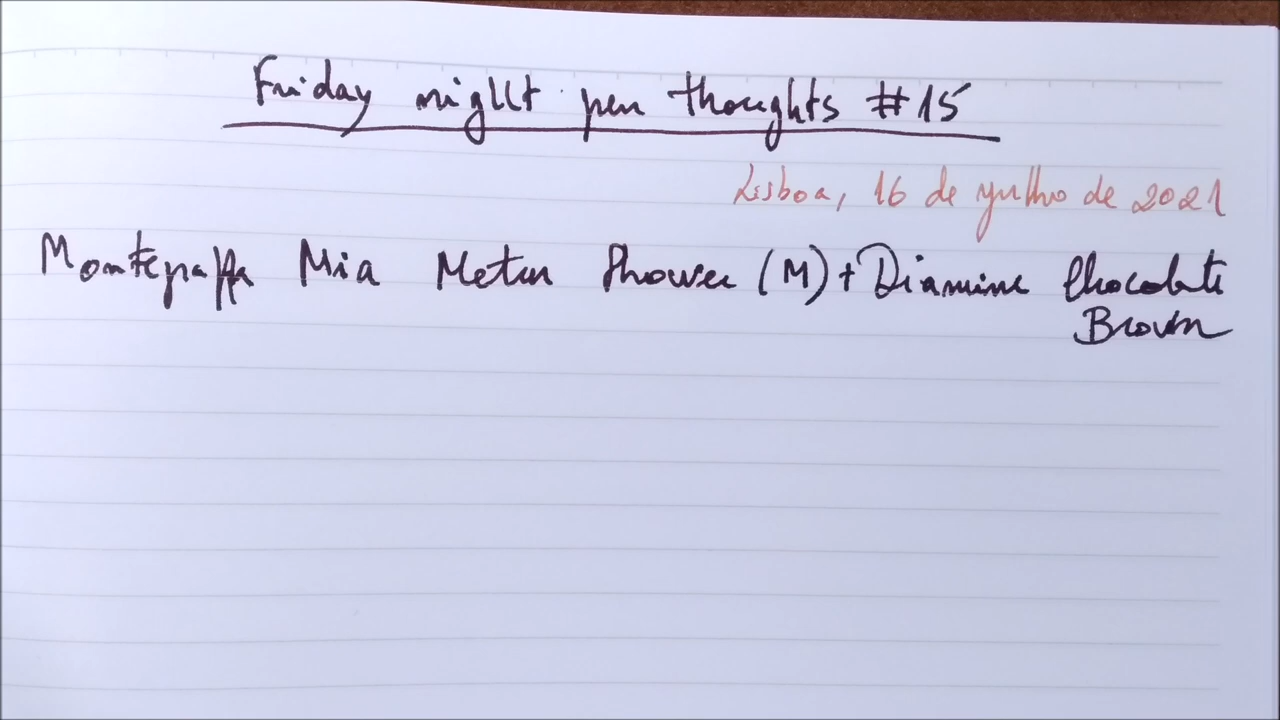 Friday night pen thoughts #15
Lisboa, 16 de julho de 2021
Montegrappa Mia Meteor Shower (M) + Diamine Chocolate
Brown